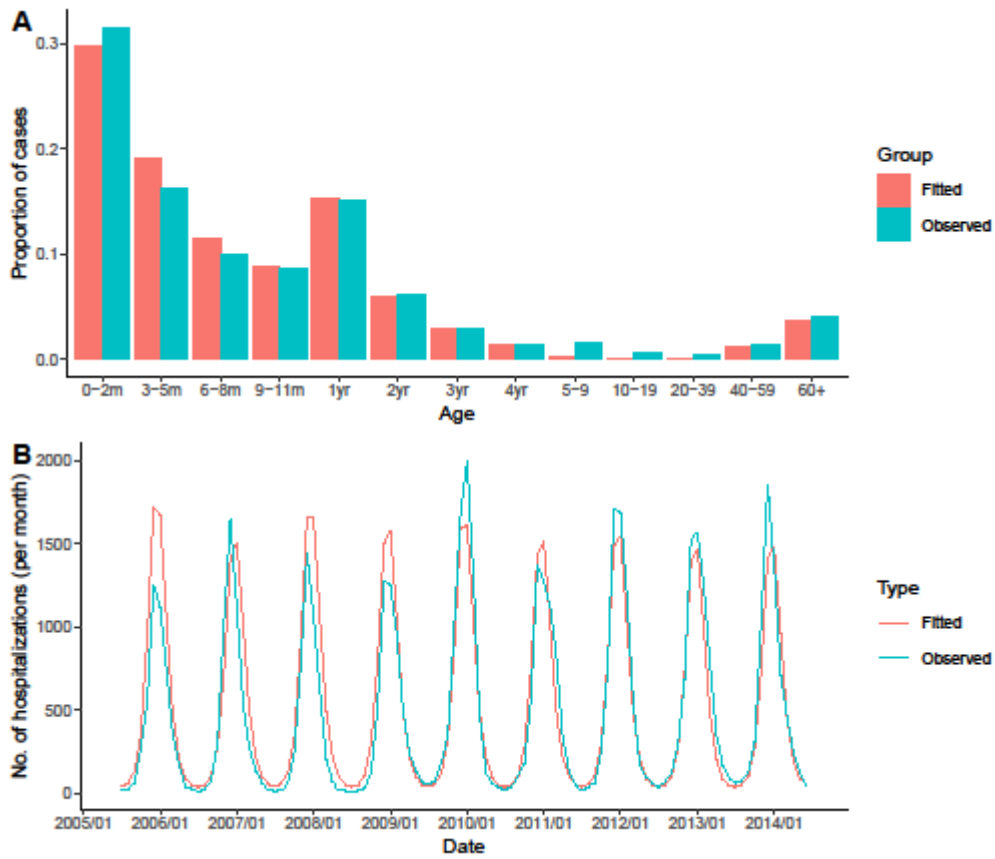 A
Proportion of cases
0.3
0.2
0.1
0.0
0-2m 3-5m 6-8m 9-11m 1yr 2yr 3yr 4yr 5-9 10-19 20-39 40-59 60+
Age
Group
Fitted
Observed
B
No. of hospitalizations (per month)
2000
1500
1000
500
0
2005/01 2006/01 2007/01 2008/01 2009/01 2010/01 2011/01 2012/01 2013/01 2014/01
Date
Type
Fitted
Observed